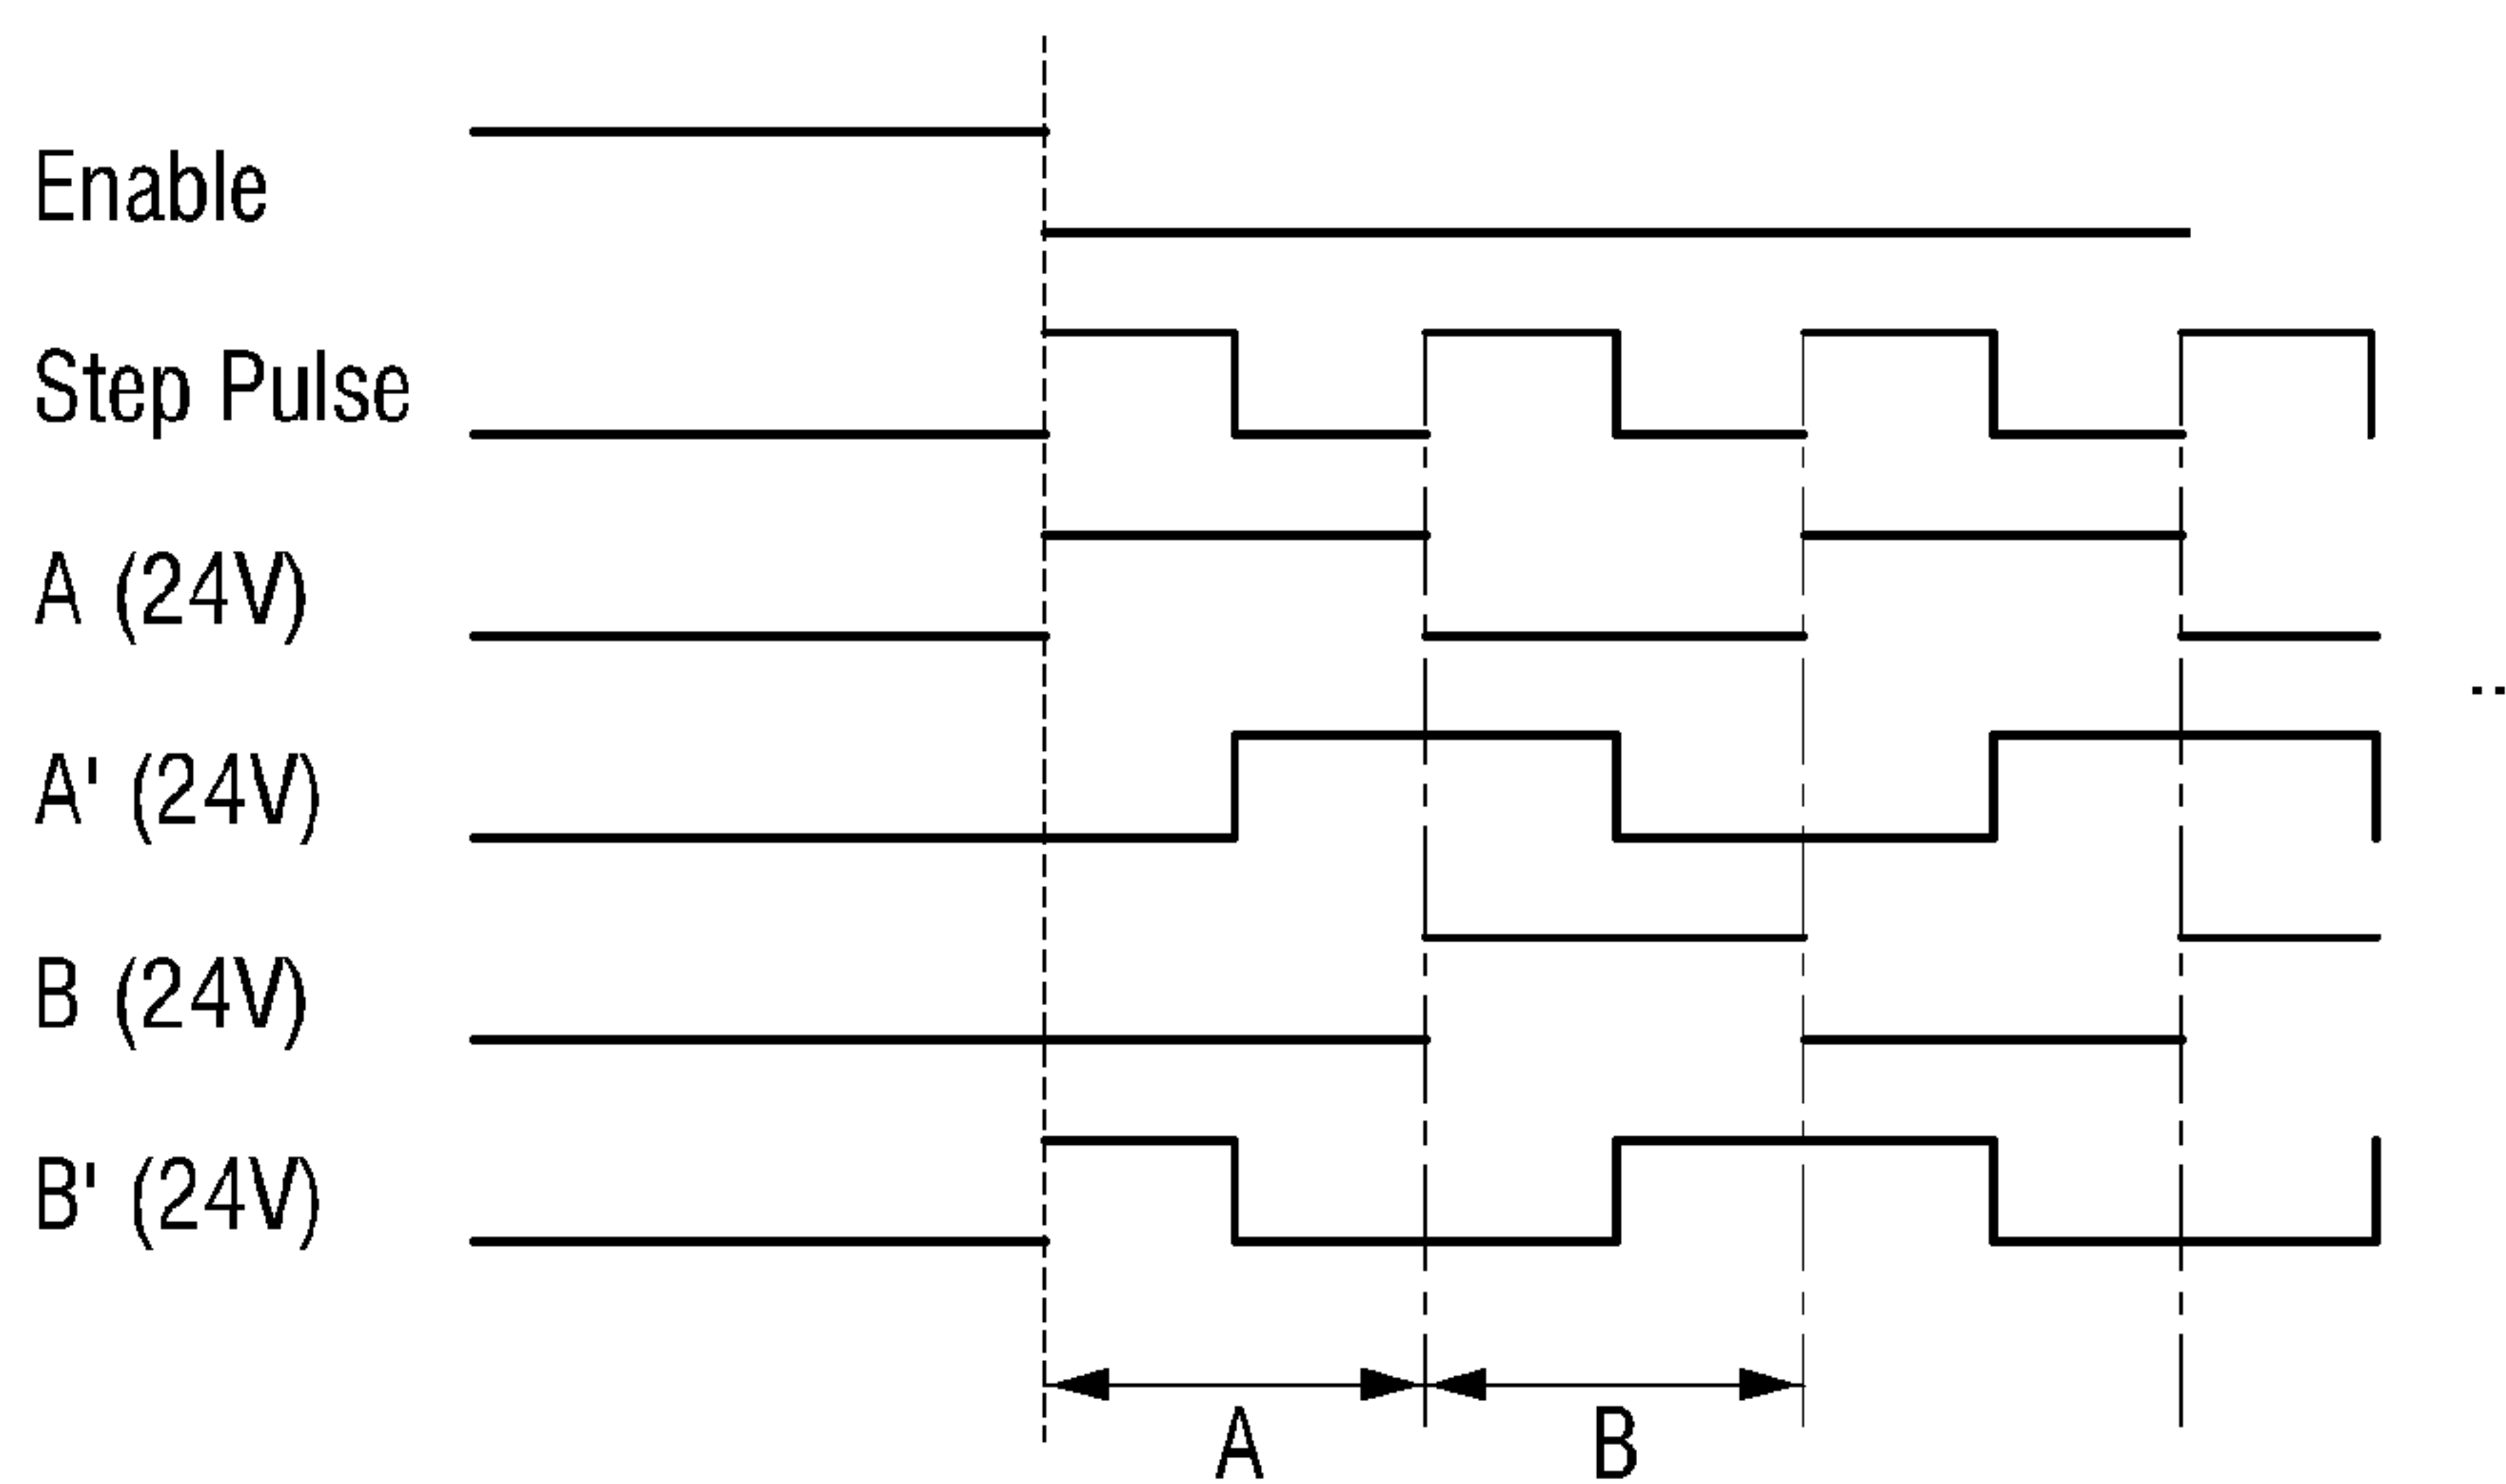 Enable
Step Pulse
A (24V)
A' (24V)
B (24V)
B' (24V)
A
B